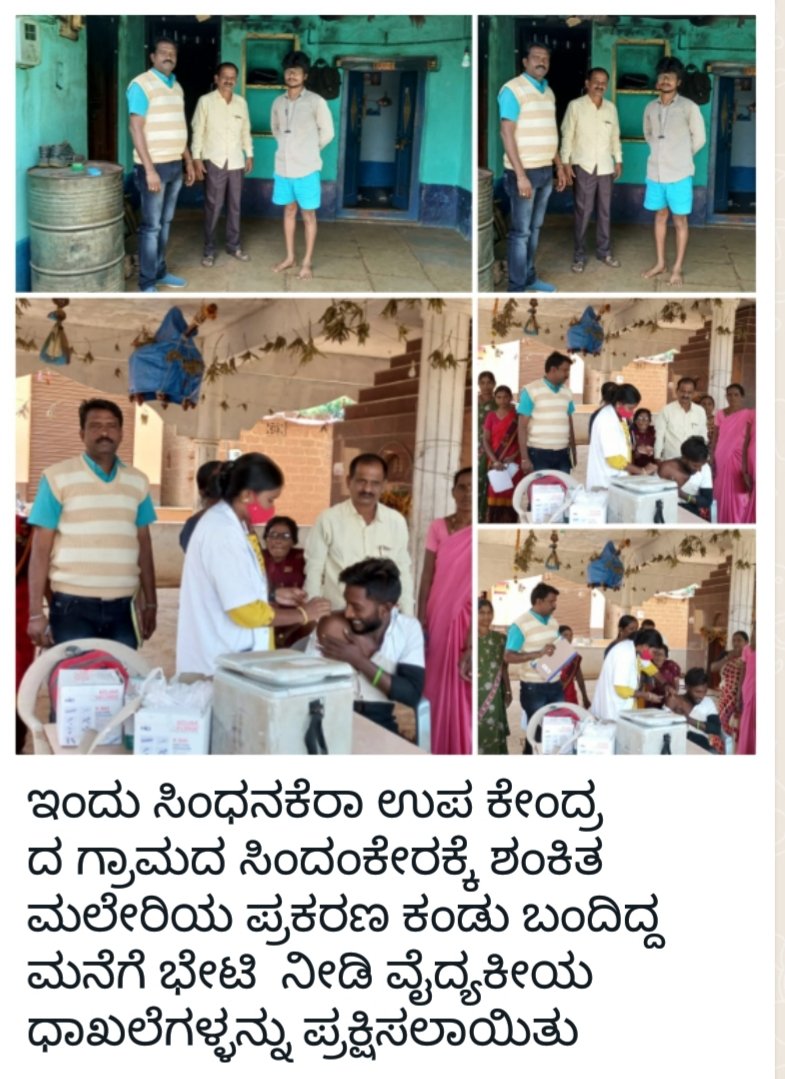 ಇಂದು ಸಿಂಧನಕೆರಾ ಉಪ ಕೇಂದ್ರ
ದ ಗ್ರಾಮದ ಸಿಂದಂಕೇರಕ್ಕೆ ಶಂಕಿತ
ಮಲೇರಿಯ ಪ್ರಕರಣ ಕಂಡು ಬಂದಿದ್ದ
ಮನೆಗೆ ಭೇಟಿ ನೀಡಿ ವೈದ್ಯಕೀಯ
ಧಾಖಲೆಗಳ್ಳನ್ನು ಪ್ರಕ್ಷಿಸಲಾಯಿತು